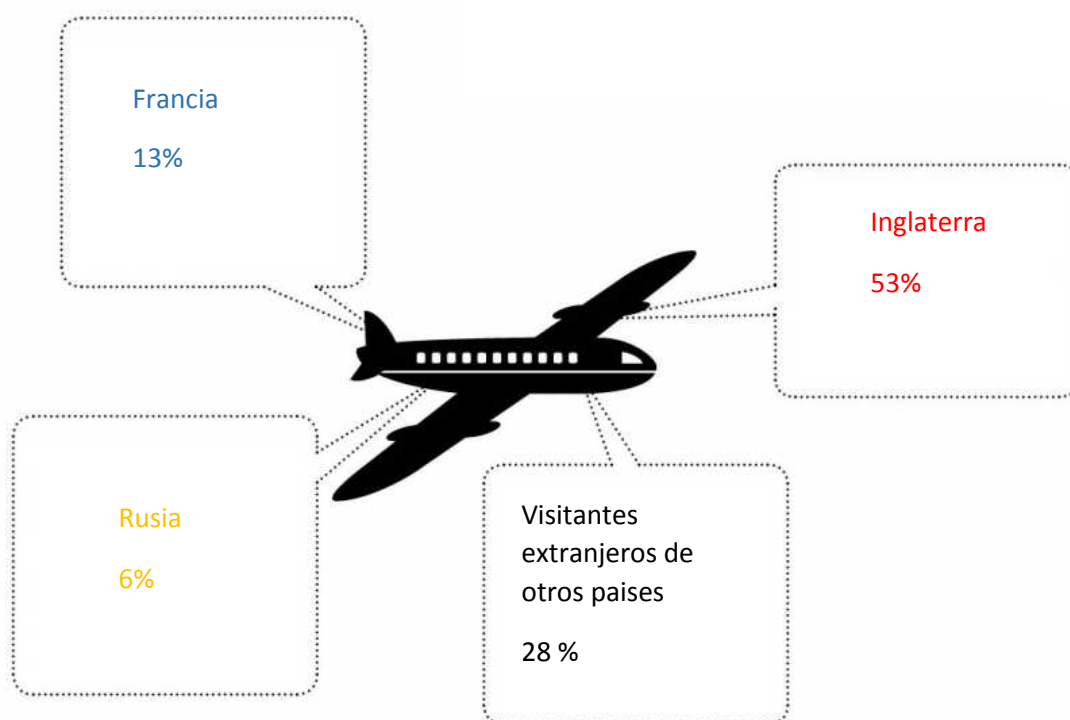 Francia
13%
Inglaterra
53%
Rusia
6%
Visitantes
extranjeros de
otros paises
28 %